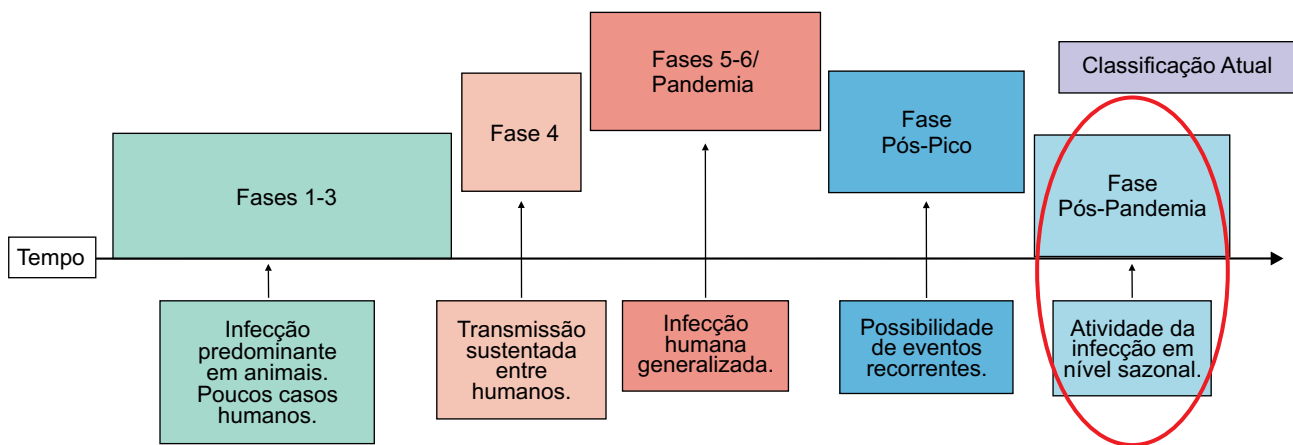 Fases 1-3
Fase 4
Fases 5-6/
Pandemia
Fase
Pós-Pico
Classificação Atual
Fase
Pós-Pandemia
Tempo
Infecção
predominante
em animais.
Poucos casos
humanos.
Transmissão
sustentada
entre
humanos.
Infecção
humana
generalizada.
Possibilidade
de eventos
recorrentes.
Atividade da
infecção em
nível sazonal.